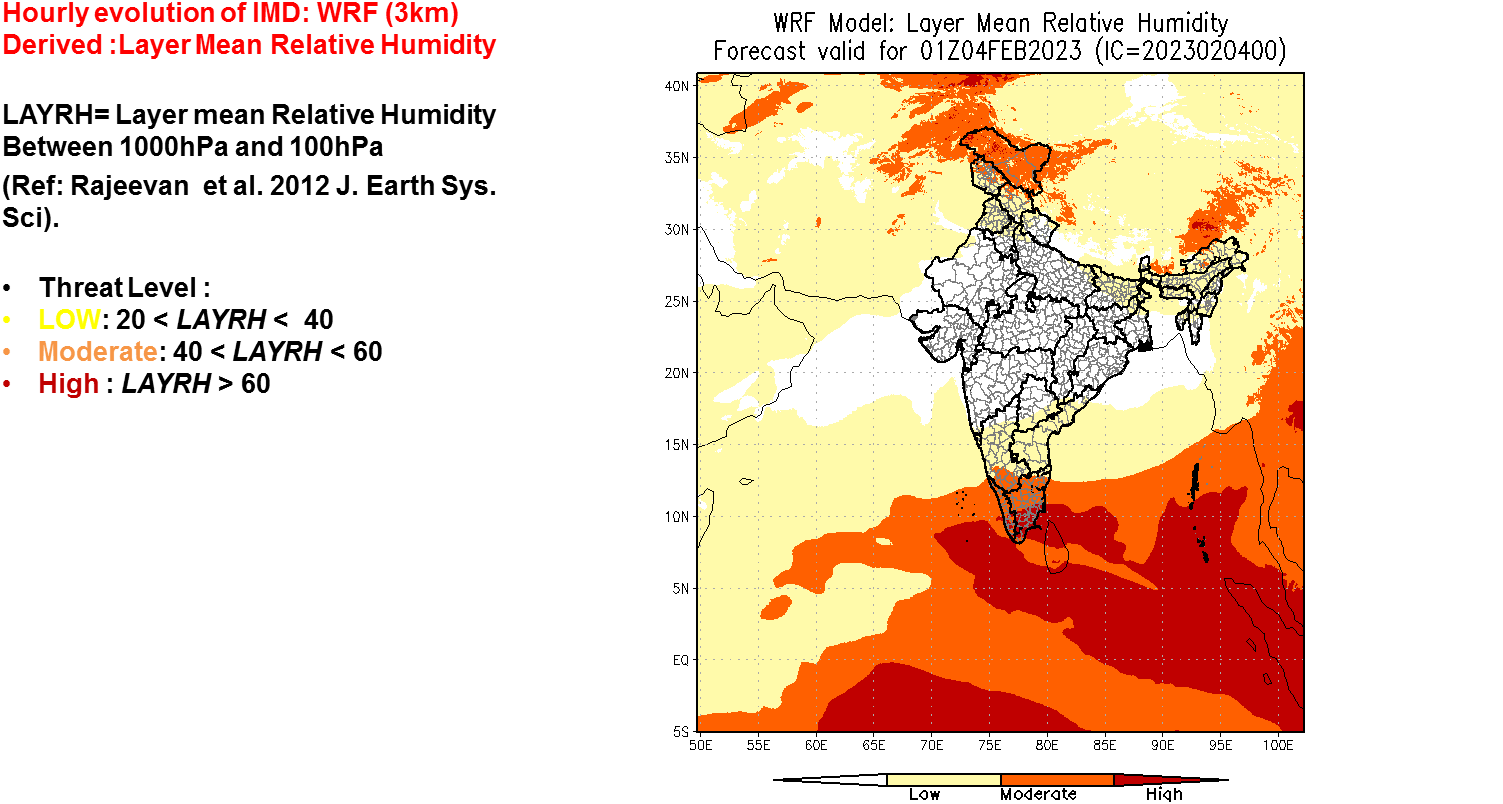 Hourly evolution of IMD: WRF (3km)
Derived :Layer Mean Relative Humidity
LAYRH= Layer mean Relative Humidity
Between 1000hPa and 100hPa
(Ref: Rajeevan et al. 2012 J. Earth Sys.
Sci).
• Threat Level :
• LOW: 20 < LAYRH < 40
• Moderate: 40 < LAYRH < 60
• High : LAYRH > 60
WRF Model: Layer Mean Relative Humidity
Forecast valid for 01Z04FEB2023 (IC=2023020400)
40N
35N
30N
25N
20N
15N
10N
5N
EQ
5S
50E 55E 60E 65E 70E 75E 80E 85E 90E 95E 100E
Low Moderate High